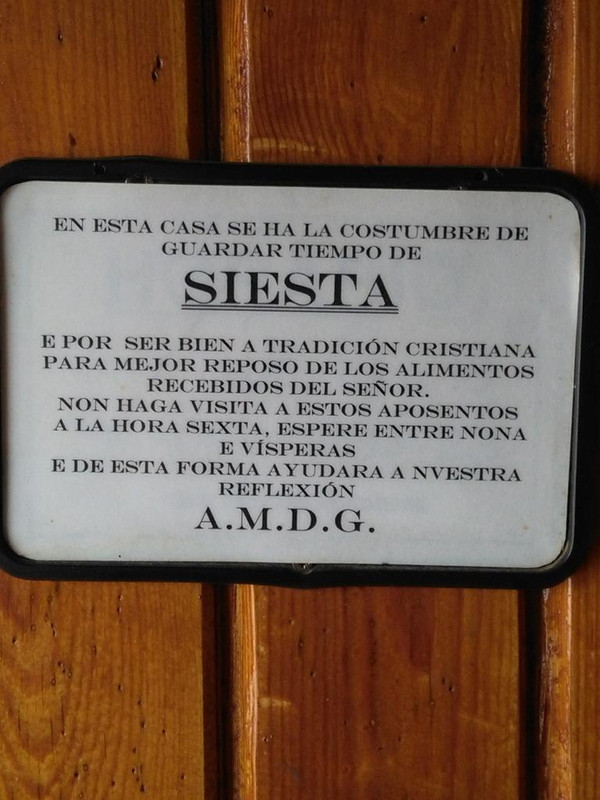 EN ESTA CASA SE HA LA COSTUMBRE DE
GUARDAR TIEMPO DE
SIESTA
E POR SER BIEN A TRADICIÓN CRISTIANA
PARA MEJOR REPOSO DE LOS ALIMENTOS
RECEBIDOS DEL SEÑOR.
NON HAGA VISITA A ESTOS APOSENTOS
A LA HORA SEXTA, ESPERE ENTRE NONA
E VÍSPERAS
E DE ESTA FORMA AYUDARA A NVESTRA
REFLEXIÓN
A.M.D.G.